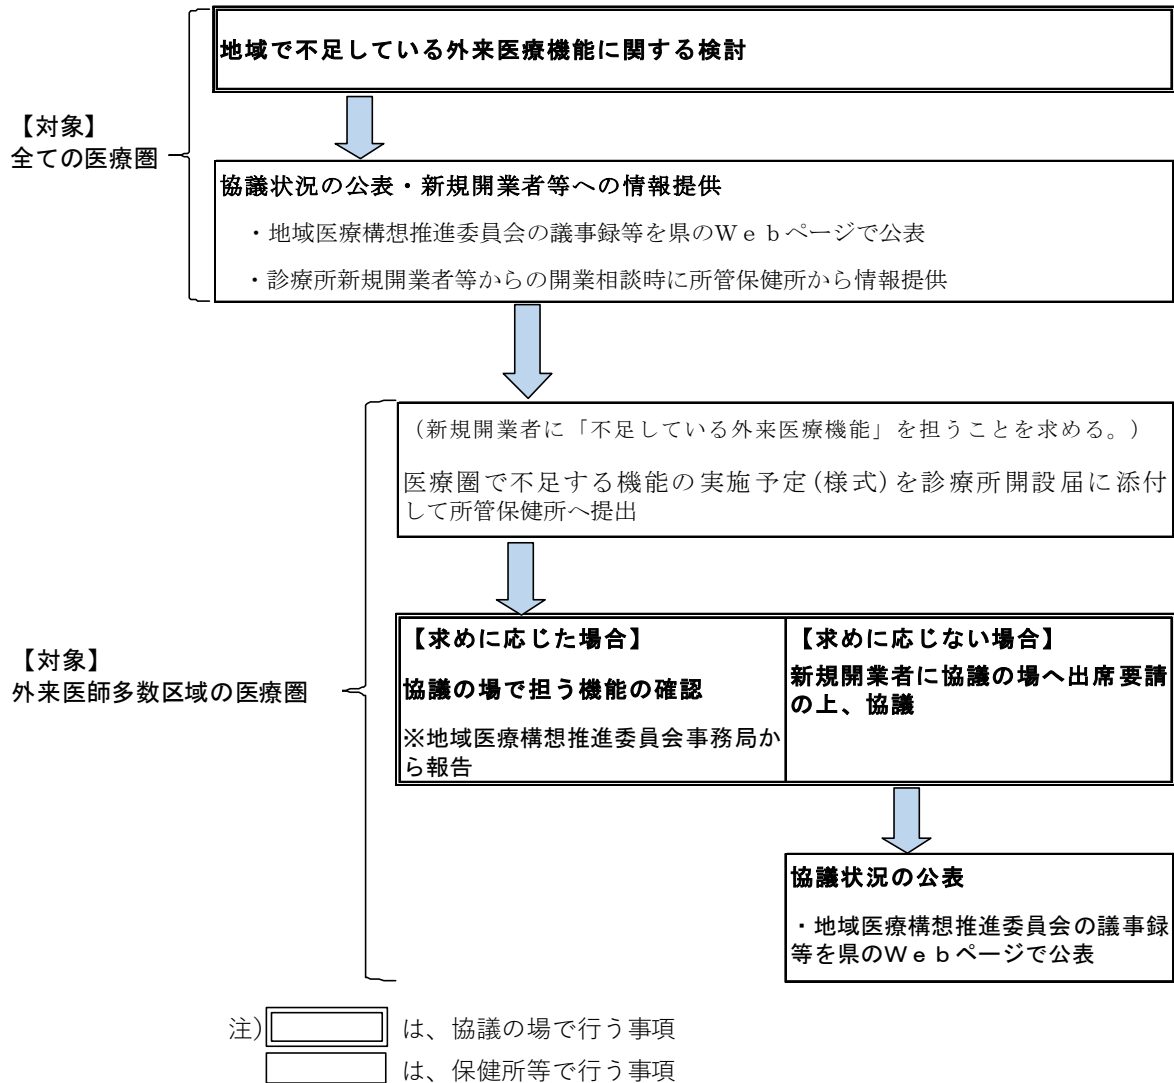 地域で不足している外来医療機能に関する検討
【対象】
全ての医療圏
協議状況の公表・新規開業者等への情報提供
・地域医療構想推進委員会の議事録等を県のWebページで公表
・診療所新規開業者等からの開業相談時に所管保健所から情報提供
(新規開業者に「不足している外来医療機能」を担うことを求める。)
医療圏で不足する機能の実施予定(様式)を診療所開設届に添付
して所管保健所へ提出
【対象】
外来医師多数区域の医療圏
【求めに応じた場合】
協議の場で担う機能の確認
※地域医療構想推進委員会事務局か
ら報告
【求めに応じない場合】
新規開業者に協議の場へ出席要請
の上、協議
協議状況の公表
・地域医療構想推進委員会の議事録
等を県のWebページで公表
注) は、協議の場で行う事項
は、保健所等で行う事項